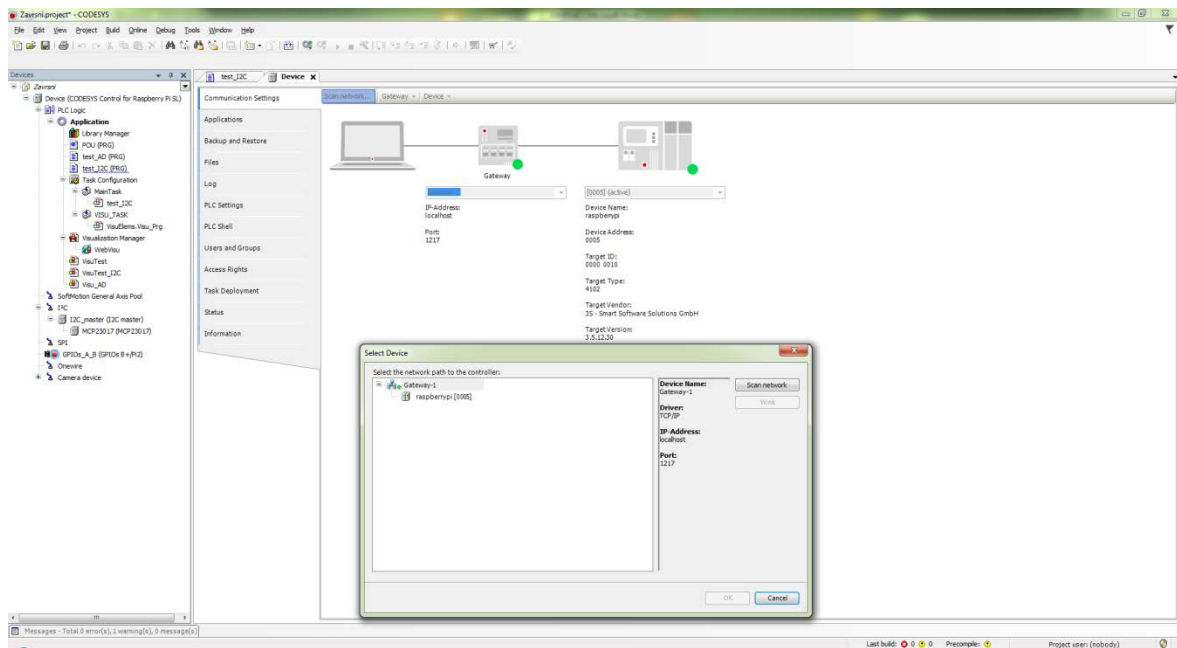 Zavrsni.project* - CODESYS
File Edit View Project Build Online Debug Tools Window Help
Devices
Zavrsni
Device (CODESYS Control for Raspberry Pi SL)
PLC Logic
Application
Library Manager
POU (PRG)
test_AD (PRG)
test_I2C (PRG)
Task Configuration
MainTask
test_I2C
VISU_TASK
VisuElems.Visu_Prg
Visualization Manager
WebVisu
VisuTest
VisuTest_I2C
Visu_AD
SoftMotion General Axis Pool
I²C
I2C_master (I2C master)
MCP23017 (MCP23017)
SPI
GPIOs_A_B (GPIOs B+/Pi2)
Onewire
Camera device
test_I2C Device
Communication Settings
Applications
Backup and Restore
Files
Log
PLC Settings
PLC Shell
Users and Groups
Access Rights
Task Deployment
Status
Information
Scan network... Gateway Device
Gateway
[0005] (active)
IP-Address:
localhost
Port:
1217
Device Name:
raspberrypi
Device Address:
0005
Target ID:
0000 0010
Target Type:
4102
Target Vendor:
3S - Smart Software Solutions GmbH
Target Version:
3.5.12.30
Select Device
Select the network path to the controller:
Gateway-1
raspberrypi [0005]
Device Name:
Gateway-1
Driver:
TCP/IP
IP-Address:
localhost
Port:
1217
Scan network
Wink
OK Cancel
Messages - Total 0 error(s), 1 warning(s), 0 message(s)
Last build: 0 0 Precompile: Project user: (nobody)